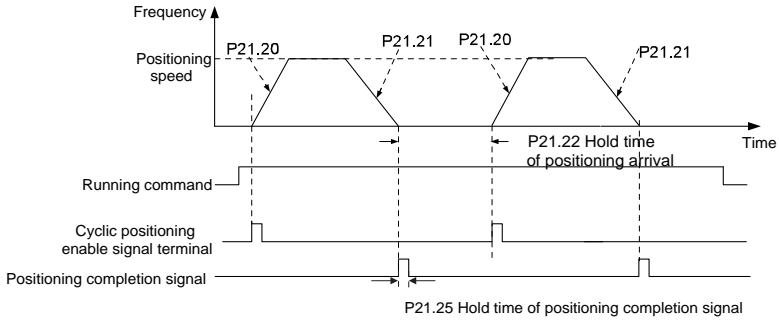 Frequency
P21.20
P21.21
P21.20
P21.21
Positioning
speed
Time
P21.22 Hold time
of positioning arrival
Running command
Cyclic positioning
enable signal terminal
Positioning completion signal
P21.25 Hold time of positioning completion signal